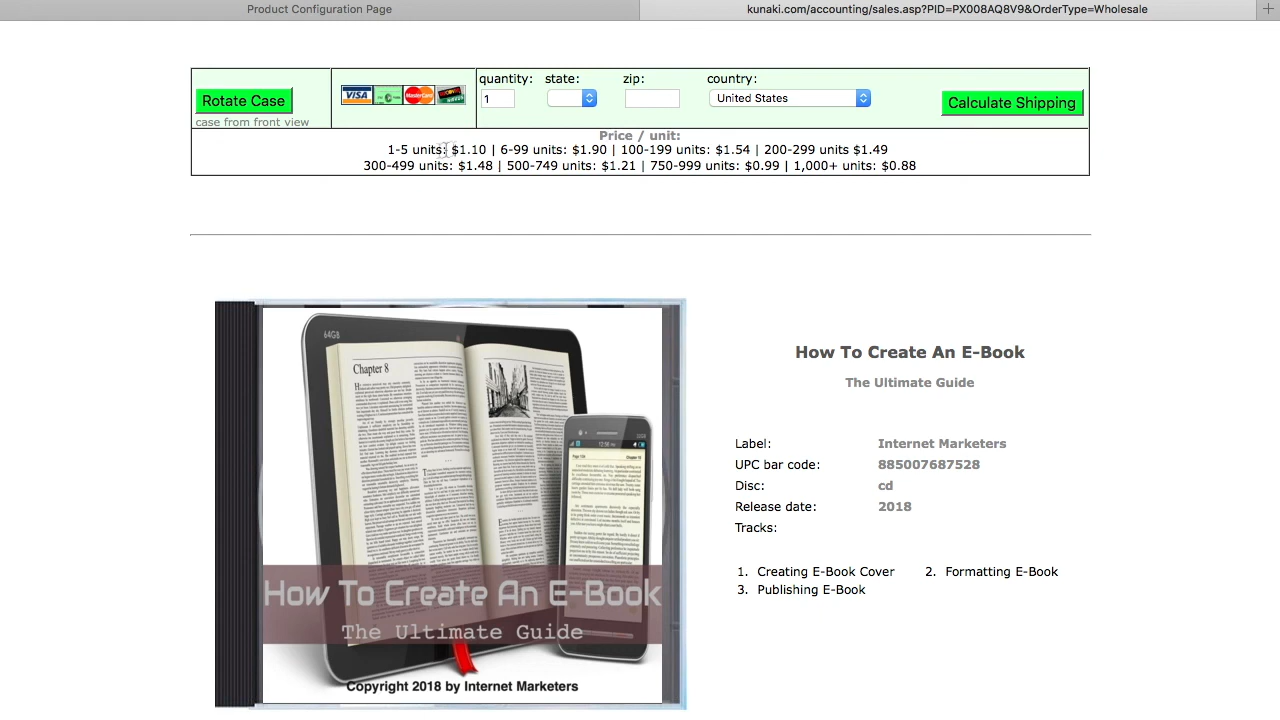 Product Configuration Page
kunaki.com/accounting/sales.asp?PID=PX008AQ8V9&OrderType=Wholesale
Rotate Case
case from front view
VISA
quantity: state: zip: country:
1 United States
Calculate Shipping
Price / unit:
1-5 units: $1.10 | 6-99 units: $1.90 | 100-199 units: $1.54 | 200-299 units $1.49
300-499 units: $1.48 | 500-749 units: $1.21 | 750-999 units: $0.99 | 1,000+ units: $0.88
64GB
Chapter 8
How To Create An E-Book
The Ultimate Guide
Copyright 2018 by Internet Marketers
How To Create An E-Book
The Ultimate Guide
Label: Internet Marketers
UPC bar code: 885007687528
Disc: cd
Release date: 2018
Tracks:
1. Creating E-Book Cover 2. Formatting E-Book
3. Publishing E-Book